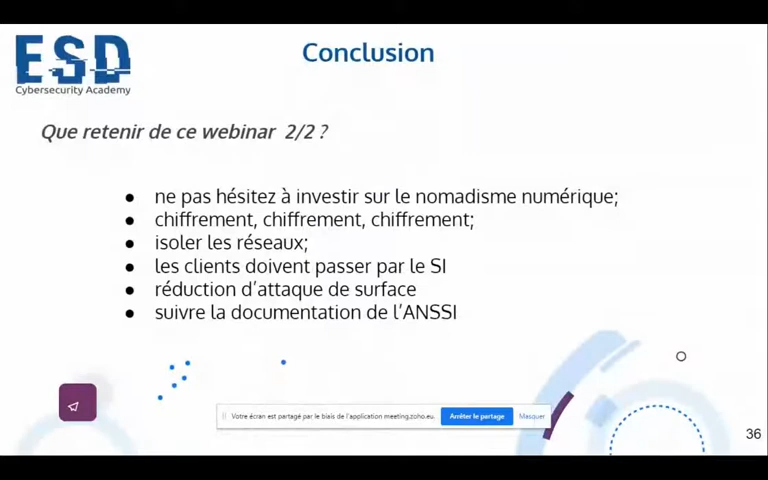 ESD
Cybersecurity Academy
Conclusion
Que retenir de ce webinar 2/2 ?
● ne pas hésitez à investir sur le nomadisme numérique;
● chiffrement, chiffrement, chiffrement;
● isoler les réseaux;
● les clients doivent passer par le SI
● réduction d’attaque de surface
● suivre la documentation de l’ANSSI
Votre écran est partagé par le biais de l'application meeting.zoho.eu. Arrêter le partage Masquer
36